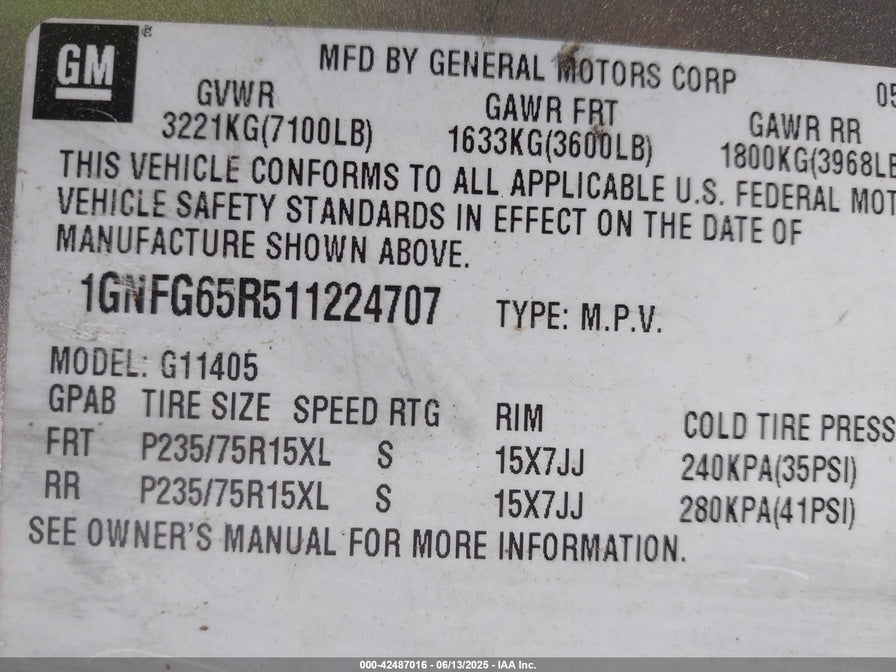 GM
MFD BY GENERAL MOTORS CORP 05
GVWR GAWR FRT GAWR RR
3221KG(7100LB) 1633KG(3600LB) 1800KG(3968LB
THIS VEHICLE CONFORMS TO ALL APPLICABLE U.S. FEDERAL MOT
VEHICLE SAFETY STANDARDS IN EFFECT ON THE DATE OF
MANUFACTURE SHOWN ABOVE.
1GNFG65R511224707 TYPE: M.P.V.
MODEL: G11405
GPAB TIRE SIZE SPEED RTG RIM COLD TIRE PRESS
FRT P235/75R15XL S 15X7JJ 240KPA(35PSI)
RR P235/75R15XL S 15X7JJ 280KPA(41PSI)
SEE OWNER'S MANUAL FOR MORE INFORMATION.
000-42487016 - 06/13/2025 - IAA Inc.